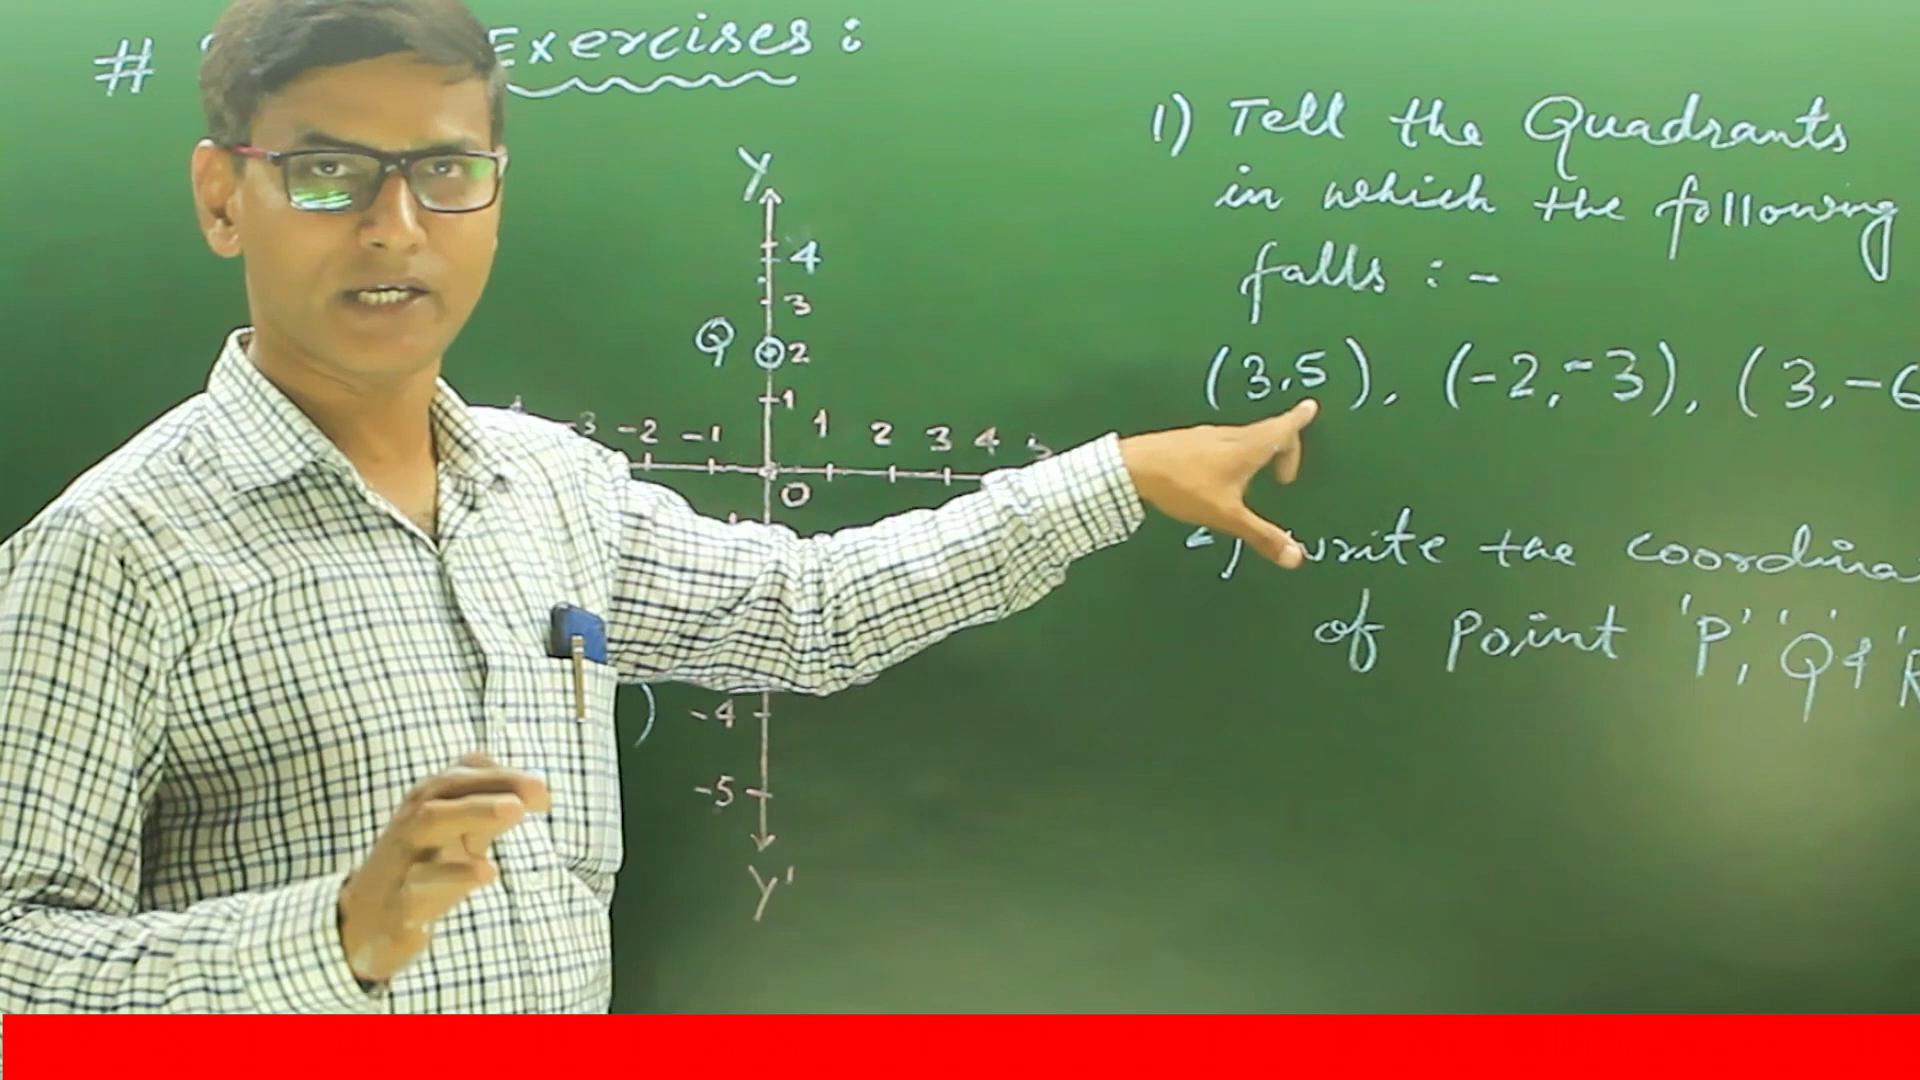 # Exercises :
Y
4
3
Q 2
1
-3 -2 -1 1 2 3 4
O
-4
-5
Y'
1) Tell the Quadrants
in which the following
falls : -
(3,5), (-2,-3), (3,-6
write the coordina
of point 'P', 'Q' & 'R